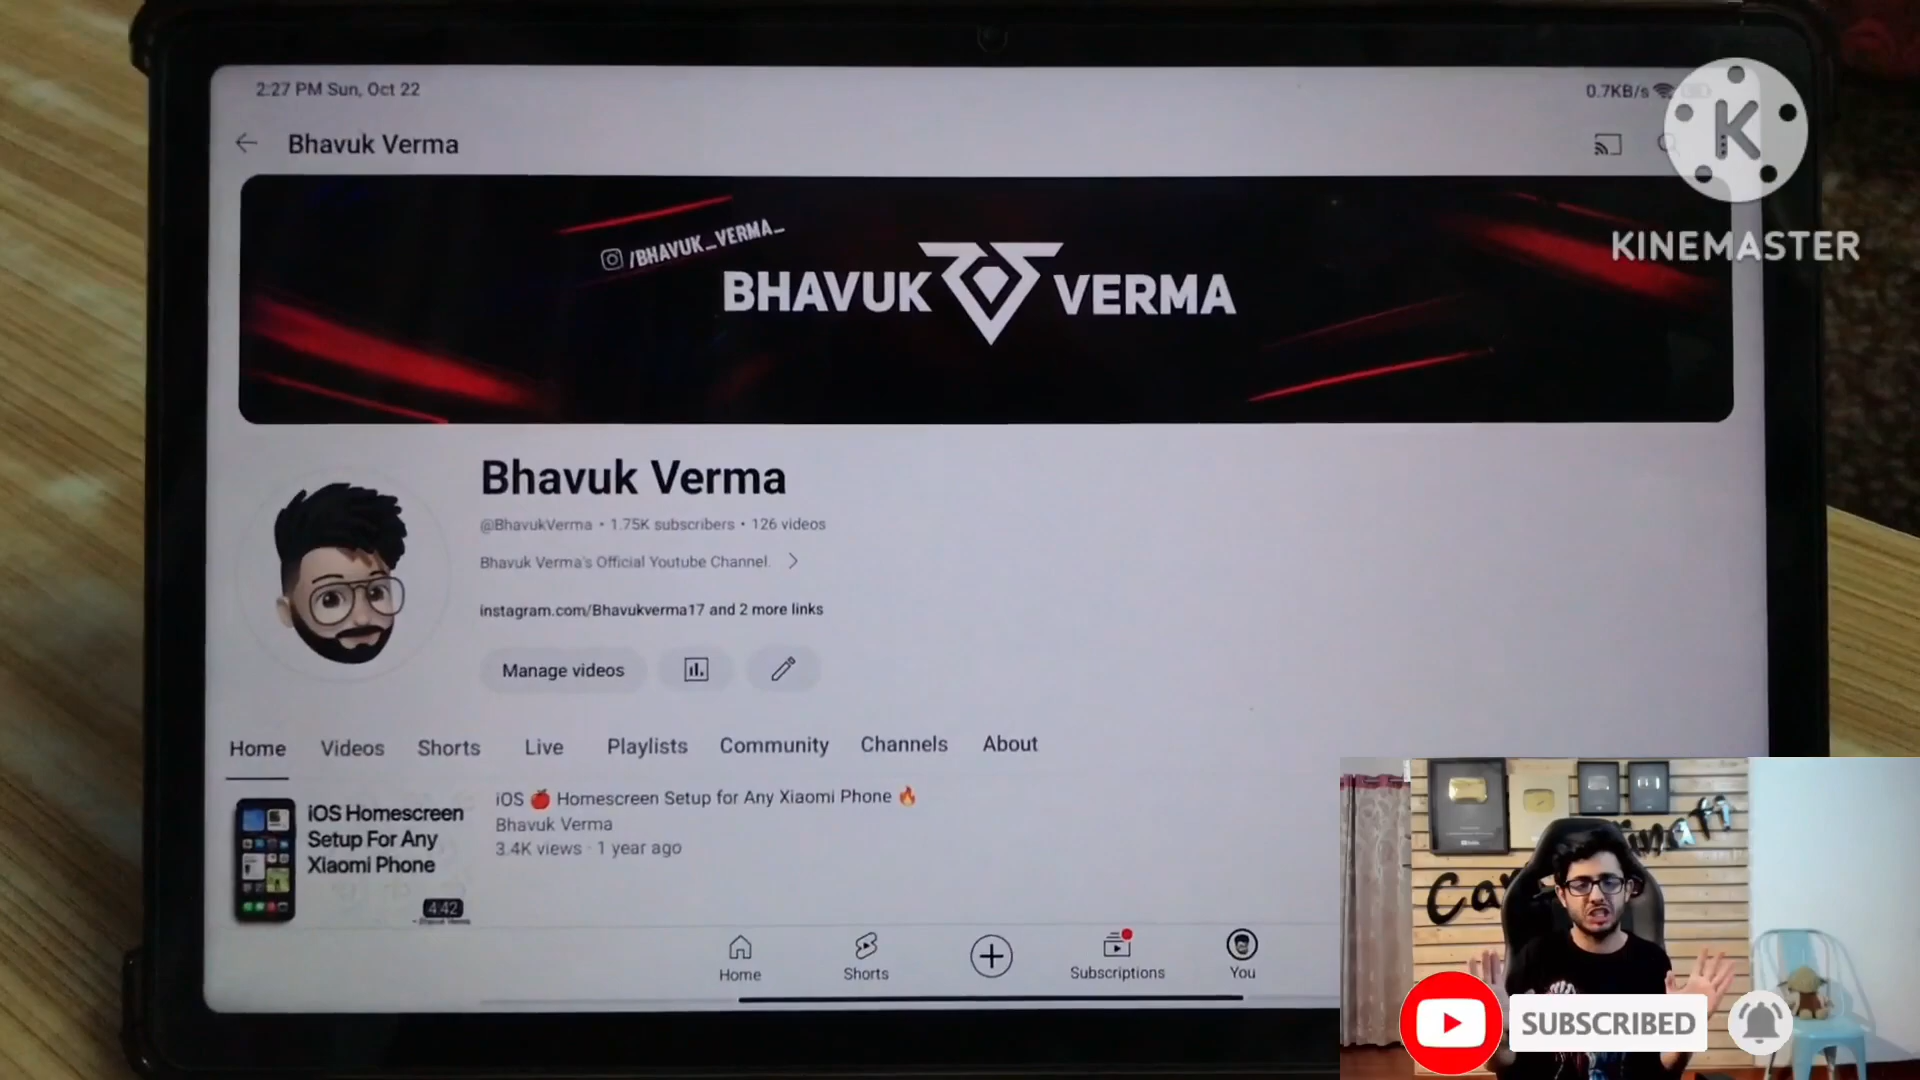 2:27 PM Sun, Oct 22
0.7KB/s
Bhavuk Verma
K
KINEMASTER
/BHAVUK_VERMA_
BHAVUK VERMA
Bhavuk Verma
@BhavukVerma • 1.75K subscribers • 126 videos
Bhavuk Verma's Official Youtube Channel.
instagram.com/Bhavukverma17 and 2 more links
Manage videos
Home Videos Shorts Live Playlists Community Channels About
iOS Homescreen
Setup For Any
Xiaomi Phone
4:42
iOS 🍎 Homescreen Setup for Any Xiaomi Phone 🔥
Bhavuk Verma
3.4K views · 1 year ago
Home Shorts Subscriptions You
SUBSCRIBED